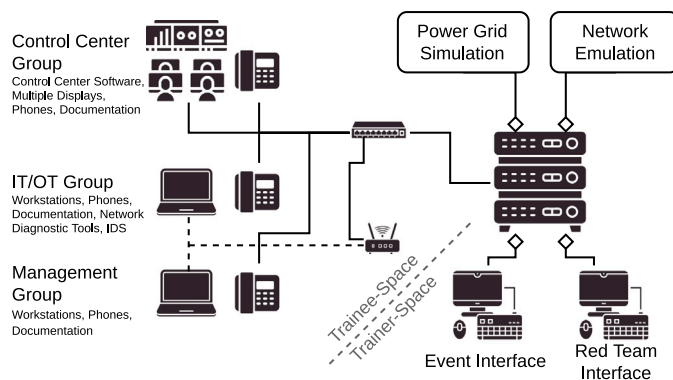 Control Center
Group
Control Center Software,
Multiple Displays,
Phones, Documentation
IT/OT Group
Workstations, Phones,
Documentation, Network
Diagnostic Tools, IDS
Management
Group
Workstations, Phones,
Documentation
Power Grid
Simulation
Network
Emulation
Trainee-Space
Trainer-Space
Event Interface
Red Team
Interface